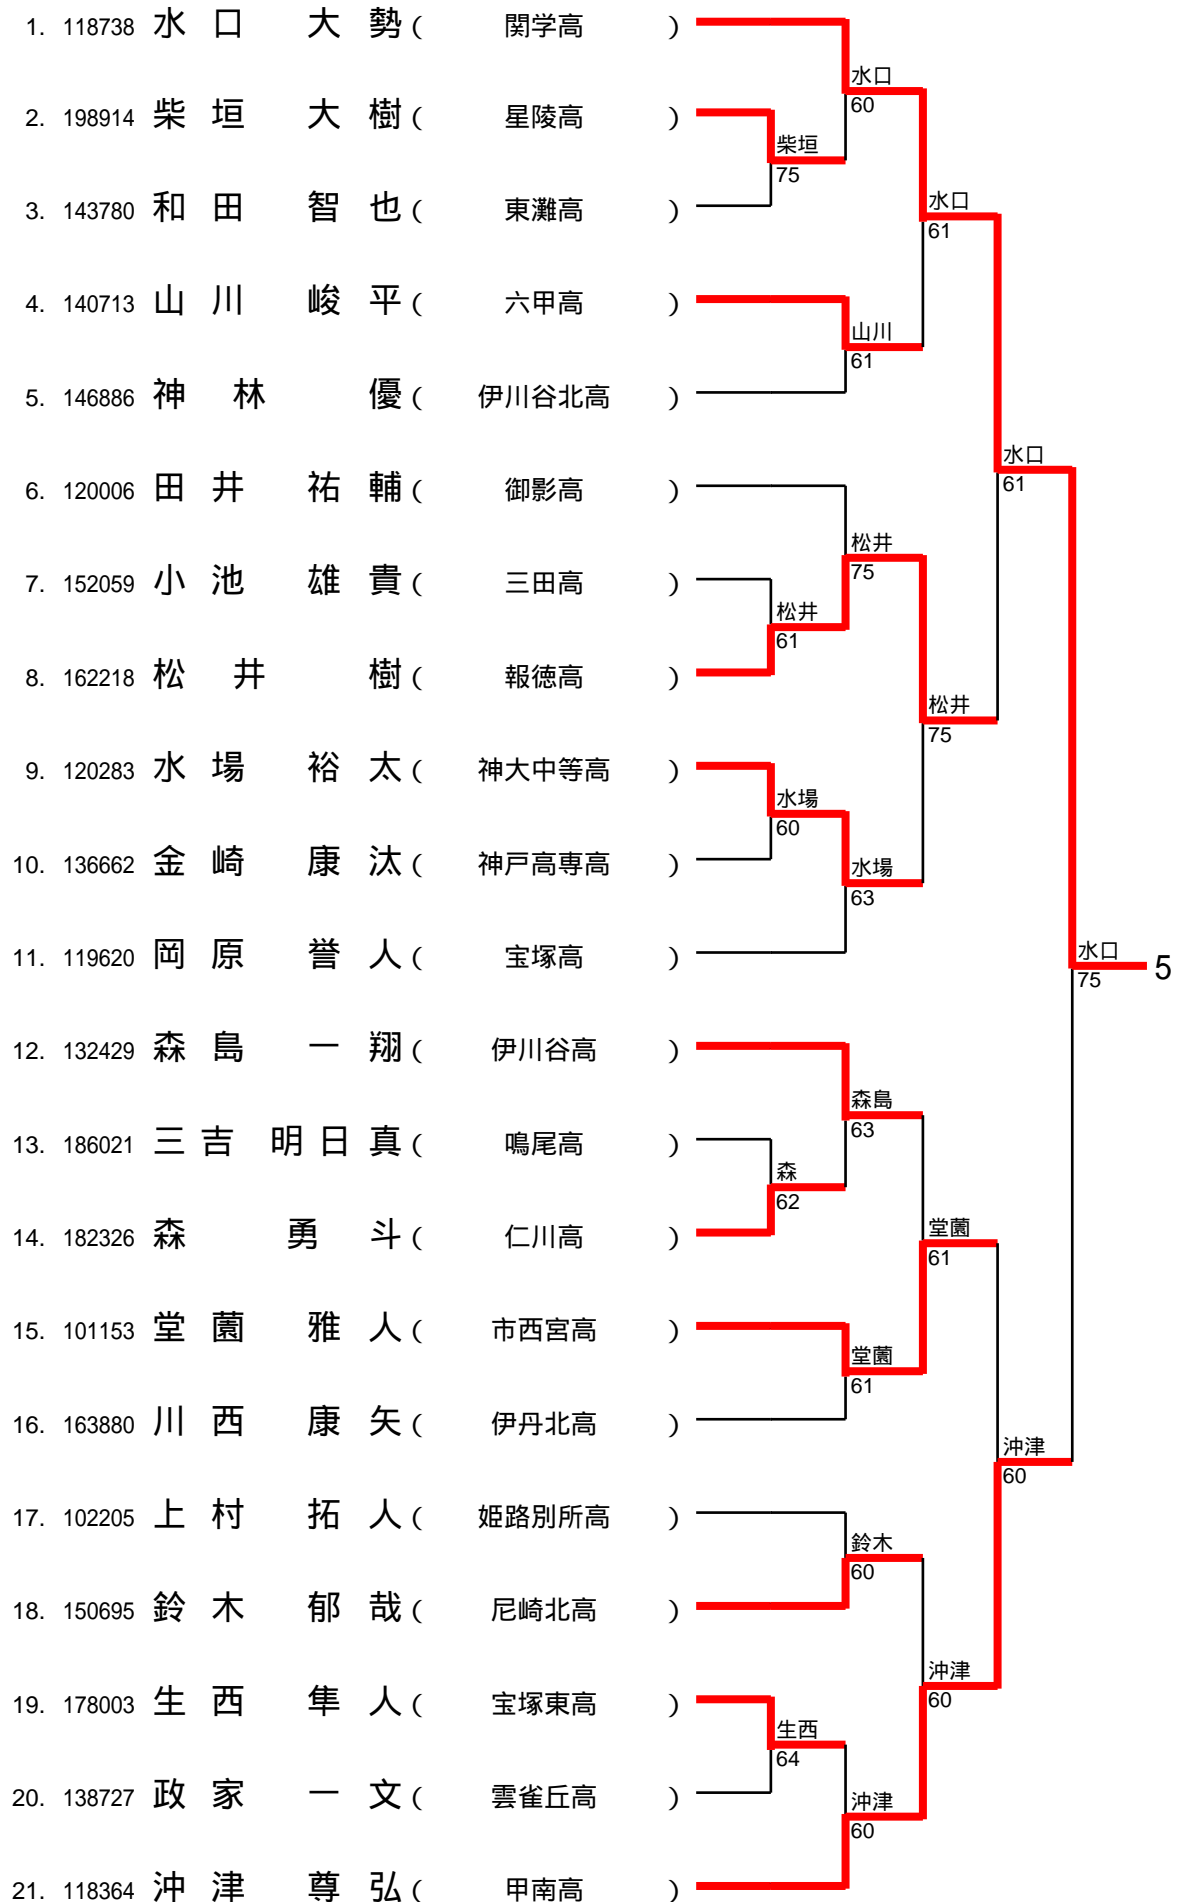 1. 118738 水口 大勢 ( 関学高 )
水口
60
2. 198914 柴垣 大樹 ( 星陵高 )
柴垣
75
3. 143780 和田 智也 ( 東灘高 )
水口
61
4. 140713 山川 峻平 ( 六甲高 )
山川
61
5. 146886 神林 優 ( 伊川谷北高 )
水口
61
6. 120006 田井 祐輔 ( 御影高 )
松井
75
7. 152059 小池 雄貴 ( 三田高 )
松井
61
8. 162218 松井 樹 ( 報徳高 )
松井
75
9. 120283 水場 裕太 ( 神大中等高 )
水場
60
10. 136662 金崎 康汰 ( 神戸高専高 )
水場
63
11. 119620 岡原 誉人 ( 宝塚高 )
水口
75
5
12. 132429 森島 一翔 ( 伊川谷高 )
森島
63
13. 186021 三吉 明日真 ( 鳴尾高 )
森
62
14. 182326 森 勇斗 ( 仁川高 )
堂薗
61
15. 101153 堂薗 雅人 ( 市西宮高 )
堂薗
61
16. 163880 川西 康矢 ( 伊丹北高 )
沖津
60
17. 102205 上村 拓人 ( 姫路別所高 )
鈴木
60
18. 150695 鈴木 郁哉 ( 尼崎北高 )
沖津
60
19. 178003 生西 隼人 ( 宝塚東高 )
生西
64
20. 138727 政家 一文 ( 雲雀丘高 )
沖津
60
21. 118364 沖津 尊弘 ( 甲南高 )